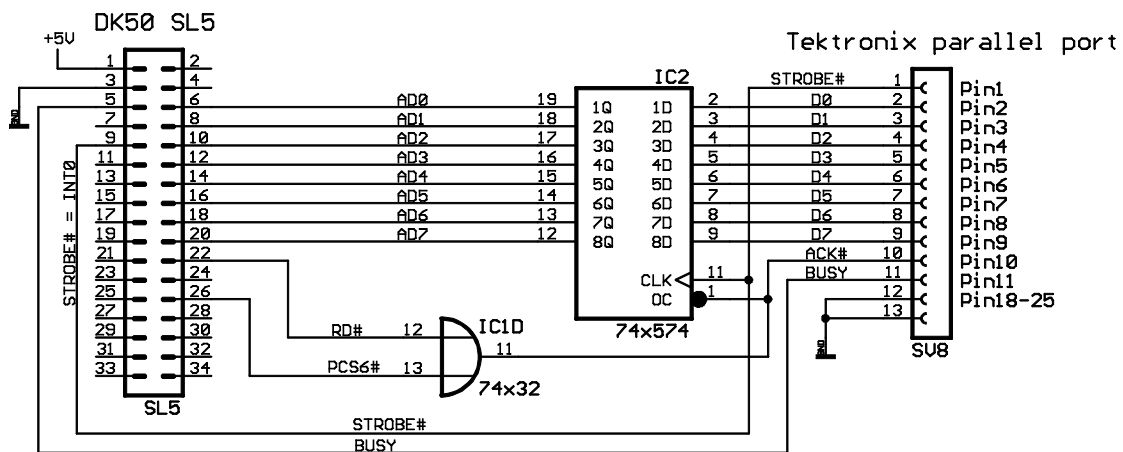 DK50 SL5
Tektronix parallel port
+5V
IC2
STROBE# 1 Pin1
1 2
3 4
5 6 AD0 19 1Q 1D 2 D0 2 Pin2
7 8 AD1 18 2Q 2D 3 D1 3 Pin3
9 10 AD2 17 3Q 3D 4 D2 4 Pin4
11 12 AD3 16 4Q 4D 5 D3 5 Pin5
13 14 AD4 15 5Q 5D 6 D4 6 Pin6
15 16 AD5 14 6Q 6D 7 D5 7 Pin7
17 18 AD6 13 7Q 7D 8 D6 8 Pin8
19 20 AD7 12 8Q 8D 9 D7 9 Pin9
21 22 ACK# 10 Pin10
23 24 CLK 11 BUSY 11 Pin11
25 26 OC 1 12 Pin18-25
27 28 13
GND
GND
STROBE# = INT0
29 30 RD# 12 IC1D 74x574
31 32 11 SV8
33 34 PCS6# 13 74x32
SL5
STROBE#
BUSY